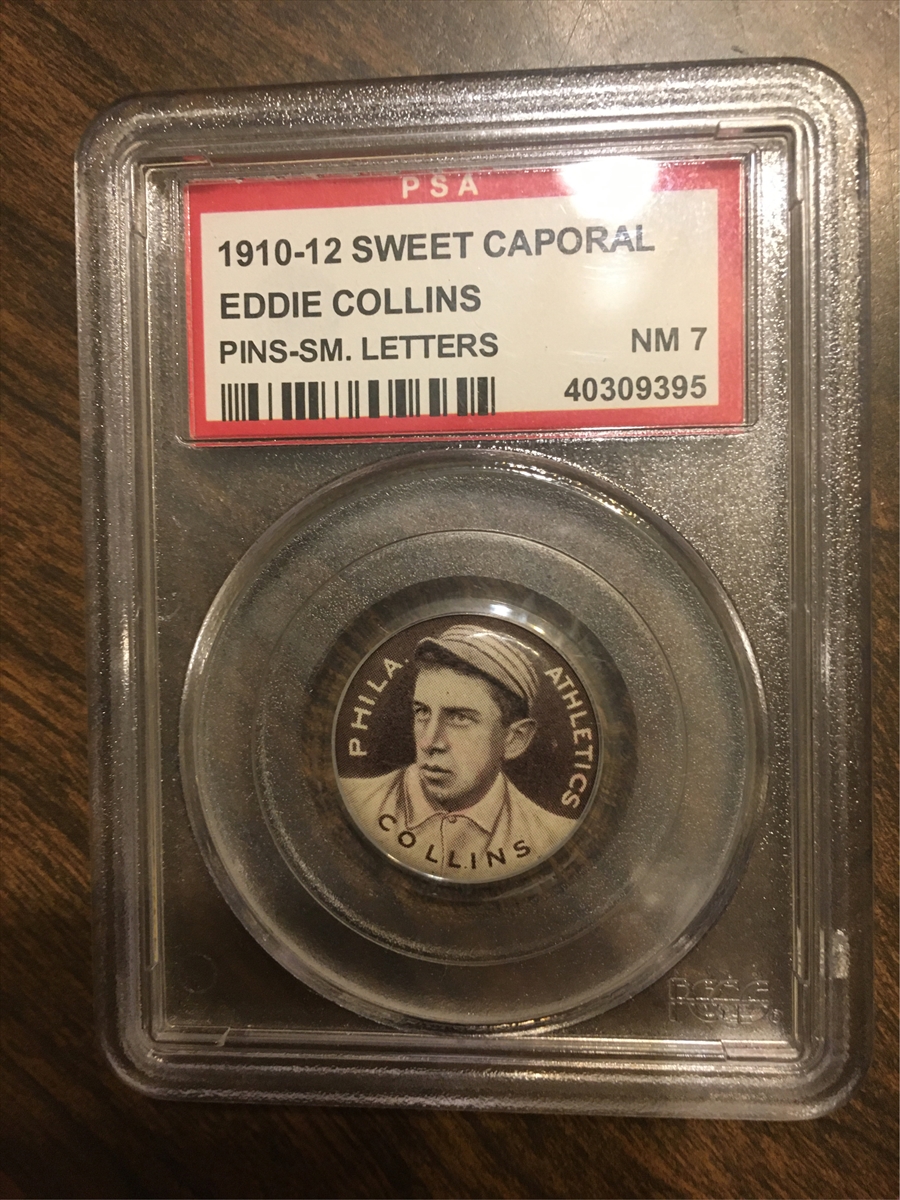 PSA
1910-12 SWEET CAPORAL
EDDIE COLLINS
PINS-SM. LETTERS NM 7
40309395
PHILA. ATHLETICS
COLLINS